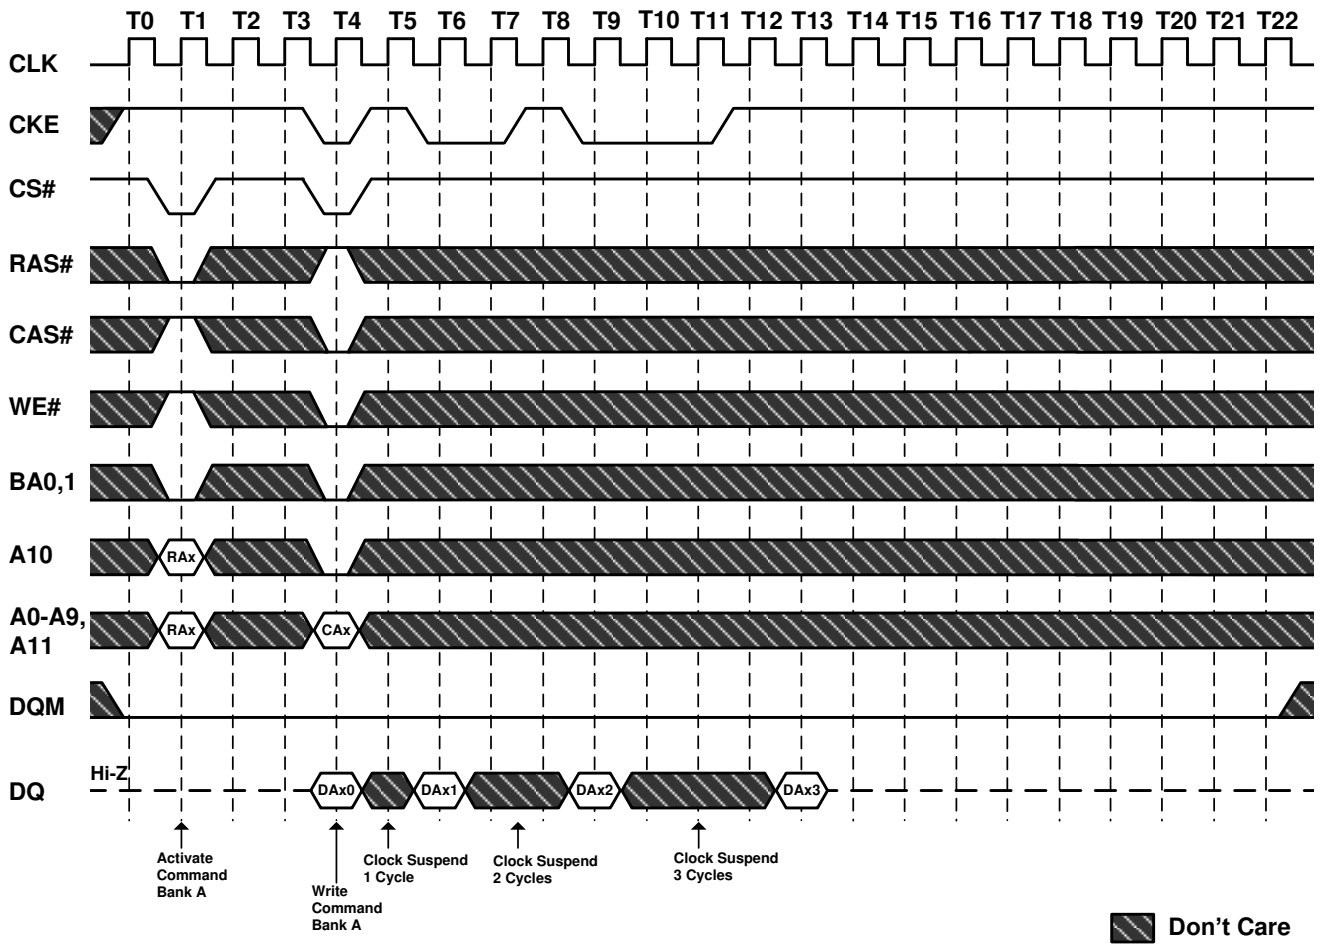 T0 T1 T2 T3 T4 T5 T6 T7 T8 T9 T10 T11 T12 T13 T14 T15 T16 T17 T18 T19 T20 T21 T22
CLK
CKE
CS#
RAS#
CAS#
WE#
BA0,1
A10 RAx
A0-A9,
A11 RAx CAx
DQM
Hi-Z
DQ DAx0 DAx1 DAx2 DAx3
Activate
Command
Bank A
Write
Command
Bank A
Clock Suspend
1 Cycle
Clock Suspend
2 Cycles
Clock Suspend
3 Cycles
Don't Care